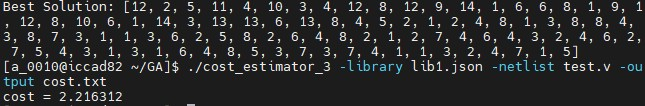 Best Solution: [12, 2, 5, 11, 4, 10, 3, 4, 12, 8, 12, 9, 14, 1, 6, 6, 8, 1, 9, 1
, 12, 8, 10, 6, 1, 14, 3, 13, 13, 5, 13, 6, 13, 8, 4, 5, 2, 1, 2, 4, 8, 1, 3, 8, 8, 4,
3, 8, 7, 3, 1, 1, 6, 7, 1, 2, 6, 8, 2, 6, 4, 8, 2, 1, 2, 7, 4, 6, 4, 3, 2, 4, 6, 2,
7, 5, 4, 3, 1, 3, 1, 6, 4, 8, 5, 3, 7, 3, 7, 4, 1, 1, 3, 2, 4, 7, 1, 5]
[a_0010@iccad82 ~/GA]$ ./cost_estimator_3 -library lib1.json -netlist test.v -ou
tput cost.txt
cost = 2.216312